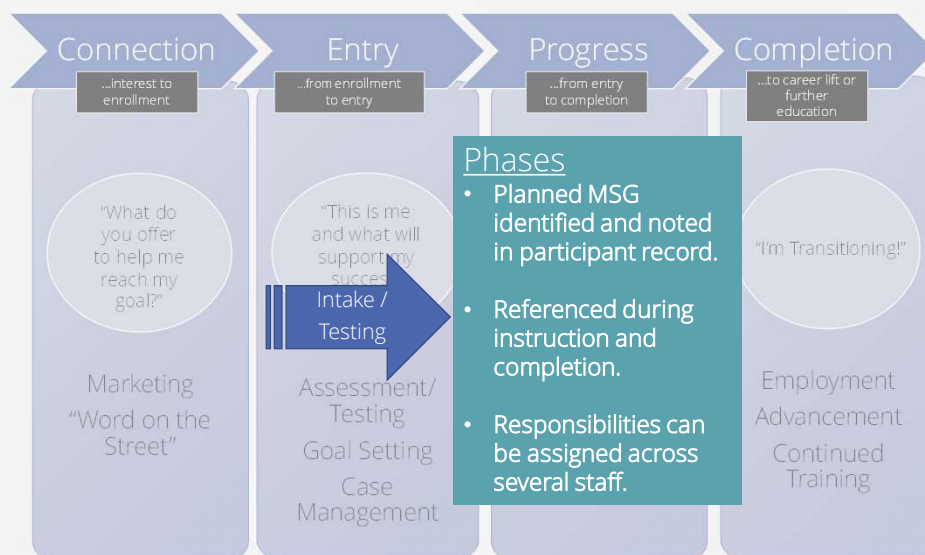 Connection
Entry
Progress
Completion
...interest to
enrollment
...from enrollment
to entry
...from entry
to completion
...to career lift or
further
education
"What do
you offer
to help me
reach my
goal?"
"This is me
and what will
support my
Intake /
Testing
Phases
• Planned MSG
identified and noted
in participant record.
• Referenced during
instruction and
completion.
• Responsibilities can
be assigned across
several staff.
"I'm Transitioning!"
Marketing
"Word on the
Street"
Assessment/
Testing
Goal Setting
Case
Management
Employment
Advancement
Continued
Training